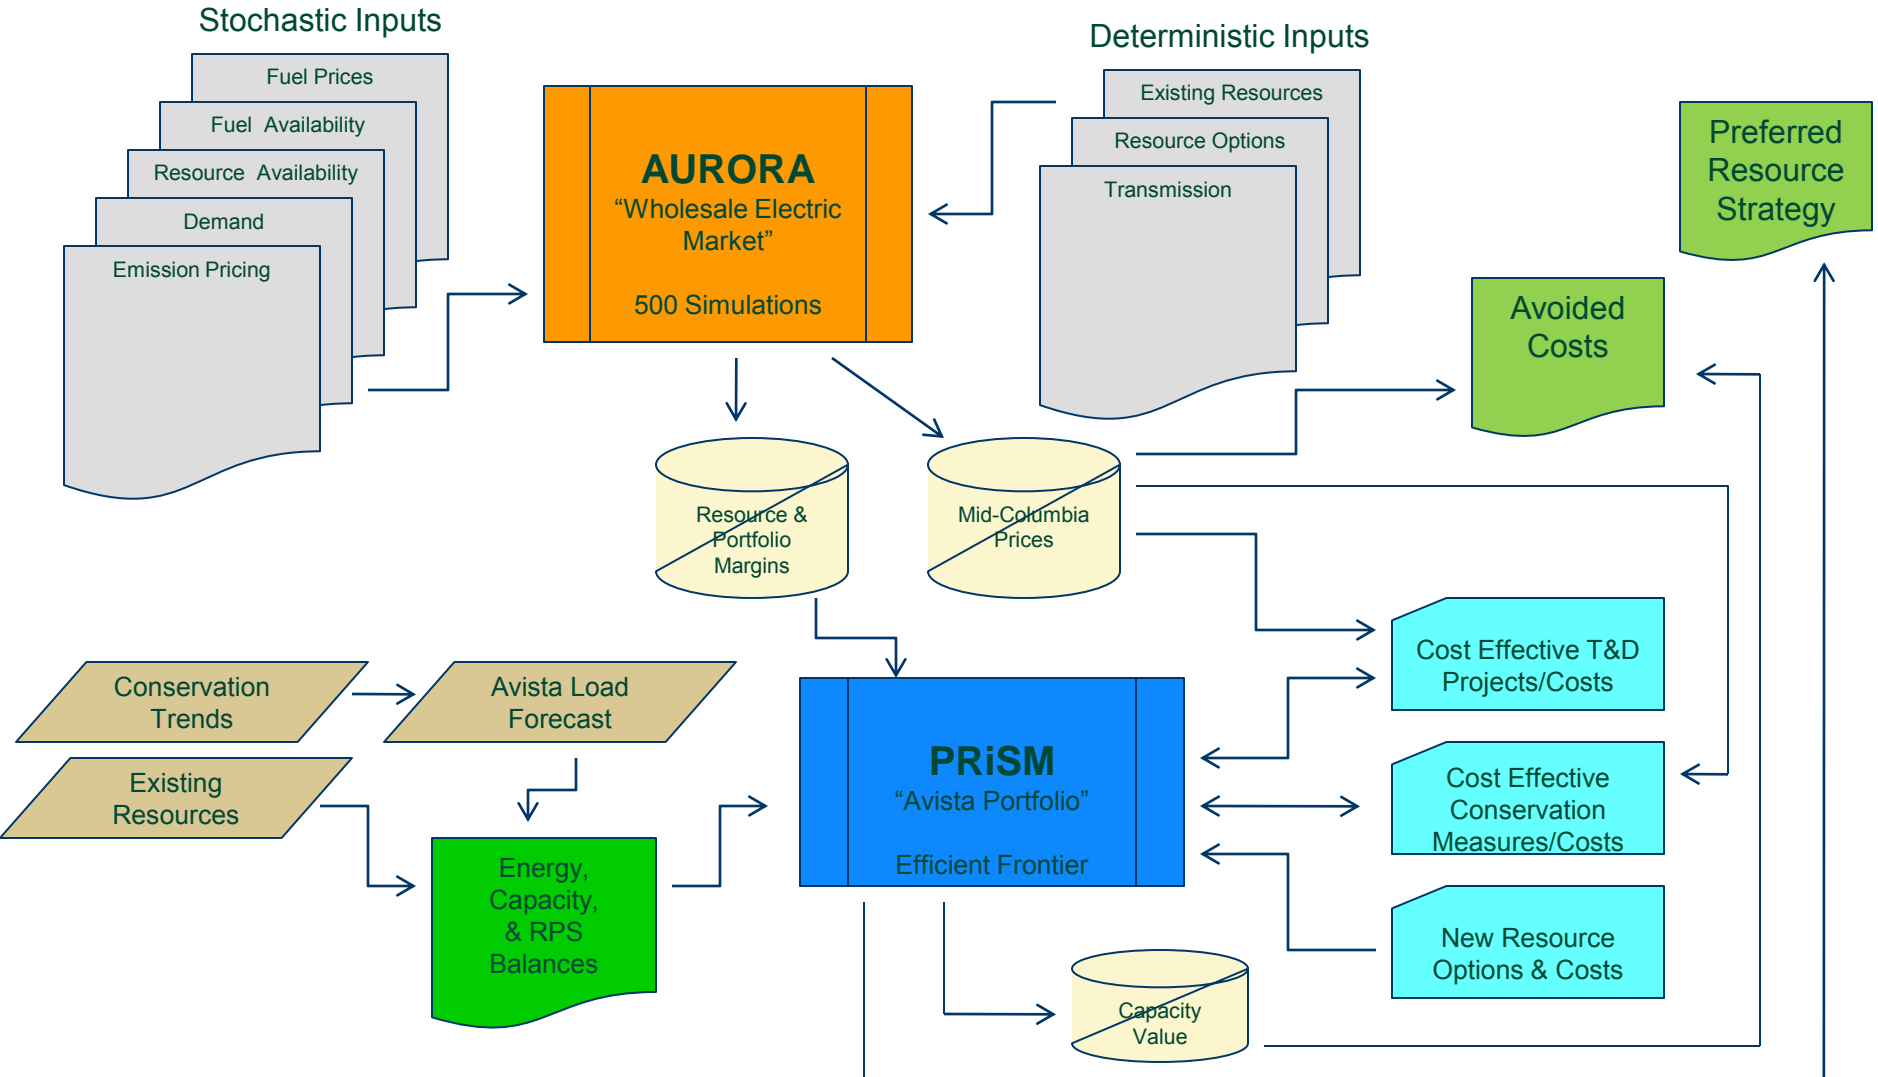 Stochastic Inputs
Deterministic Inputs
Fuel Prices
Fuel Availability
Resource Availability
Demand
Emission Pricing
AURORA
“Wholesale Electric
Market”
500 Simulations
Existing Resources
Resource Options
Transmission
Preferred
Resource
Strategy
Avoided
Costs
Resource &
Portfolio
Margins
Mid-Columbia
Prices
Conservation
Trends
Avista Load
Forecast
Existing
Resources
Energy,
Capacity,
& RPS
Balances
PRiSM
“Avista Portfolio”
Efficient Frontier
Cost Effective T&D
Projects/Costs
Cost Effective
Conservation
Measures/Costs
New Resource
Options & Costs
Capacity
Value